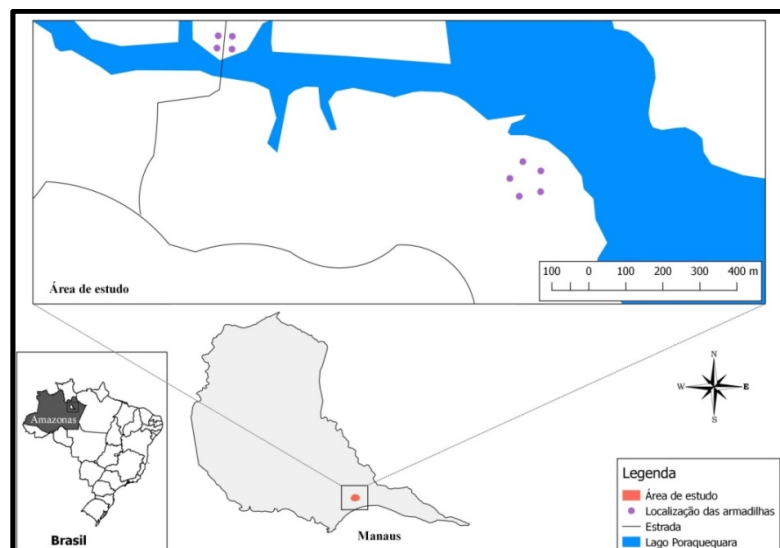 100 0 100 200 300 400 m
Área de estudo
Amazonas
Brasil
Manaus
N
W E
S
Legenda
Área de estudo
Localização das armadilhas
Estrada
Lago Poraquequara